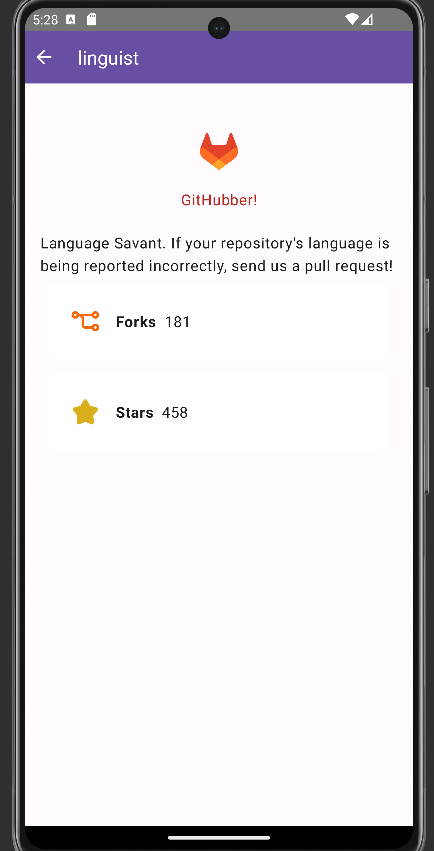 5:28
linguist
GitHubber!
Language Savant. If your repository's language is
being reported incorrectly, send us a pull request!
Forks 181
Stars 458